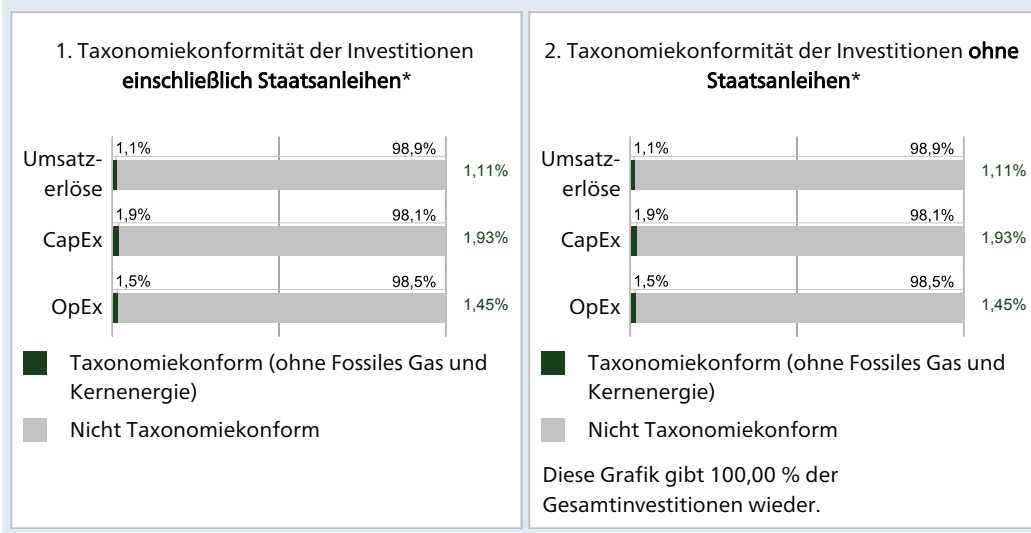 1. Taxonomiekonformität der Investitionen
einschließlich Staatsanleihen*
Umsatz-
erlöse
1,1%
98,9%
1,11%
CapEx
1,9%
98,1%
1,93%
OpEx
1,5%
98,5%
1,45%
Taxonomiekonform (ohne Fossiles Gas und
Kernenergie)
Nicht Taxonomiekonform
2. Taxonomiekonformität der Investitionen ohne
Staatsanleihen*
Umsatz-
erlöse
1,1%
98,9%
1,11%
CapEx
1,9%
98,1%
1,93%
OpEx
1,5%
98,5%
1,45%
Taxonomiekonform (ohne Fossiles Gas und
Kernenergie)
Nicht Taxonomiekonform
Diese Grafik gibt 100,00 % der
Gesamtinvestitionen wieder.